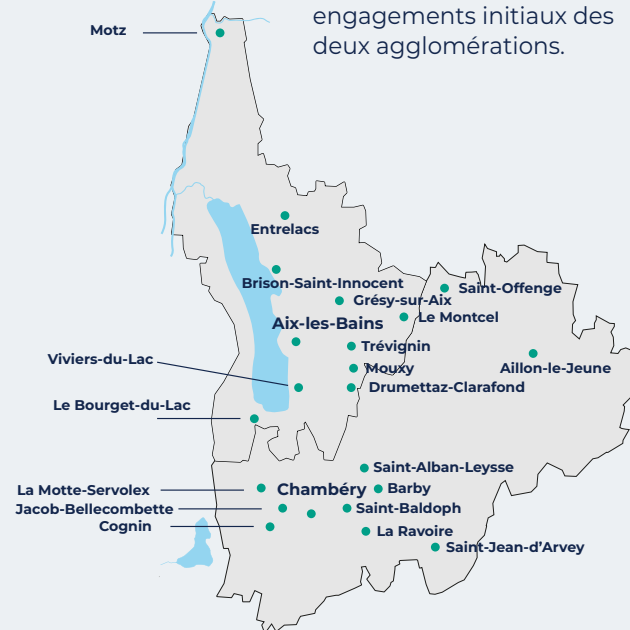 engagements initiaux des
deux agglomérations.
Motz
Entrelacs
Brison-Saint-Innocent
Saint-Offenge
Grésy-sur-Aix
Le Montcel
Aix-les-Bains
Trévignin
Viviers-du-Lac
Mouxy
Aillon-le-Jeune
Drumettaz-Clarafond
Le Bourget-du-Lac
Saint-Alban-Leysse
La Motte-Servolex
Chambéry
Barby
Jacob-Bellecombette
Saint-Baldoph
Cognin
La Ravoire
Saint-Jean-d’Arvey